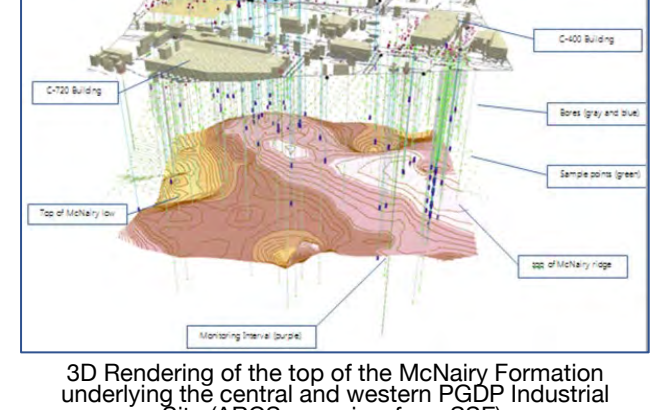 C-400 Building
C-720 Building
Bores (gray and blue)
Sample points (green)
Top of McNairy low
top of McNairy ridge
Monitoring Interval (purple)
3D Rendering of the top of the McNairy Formation
underlying the central and western PGDP Industrial